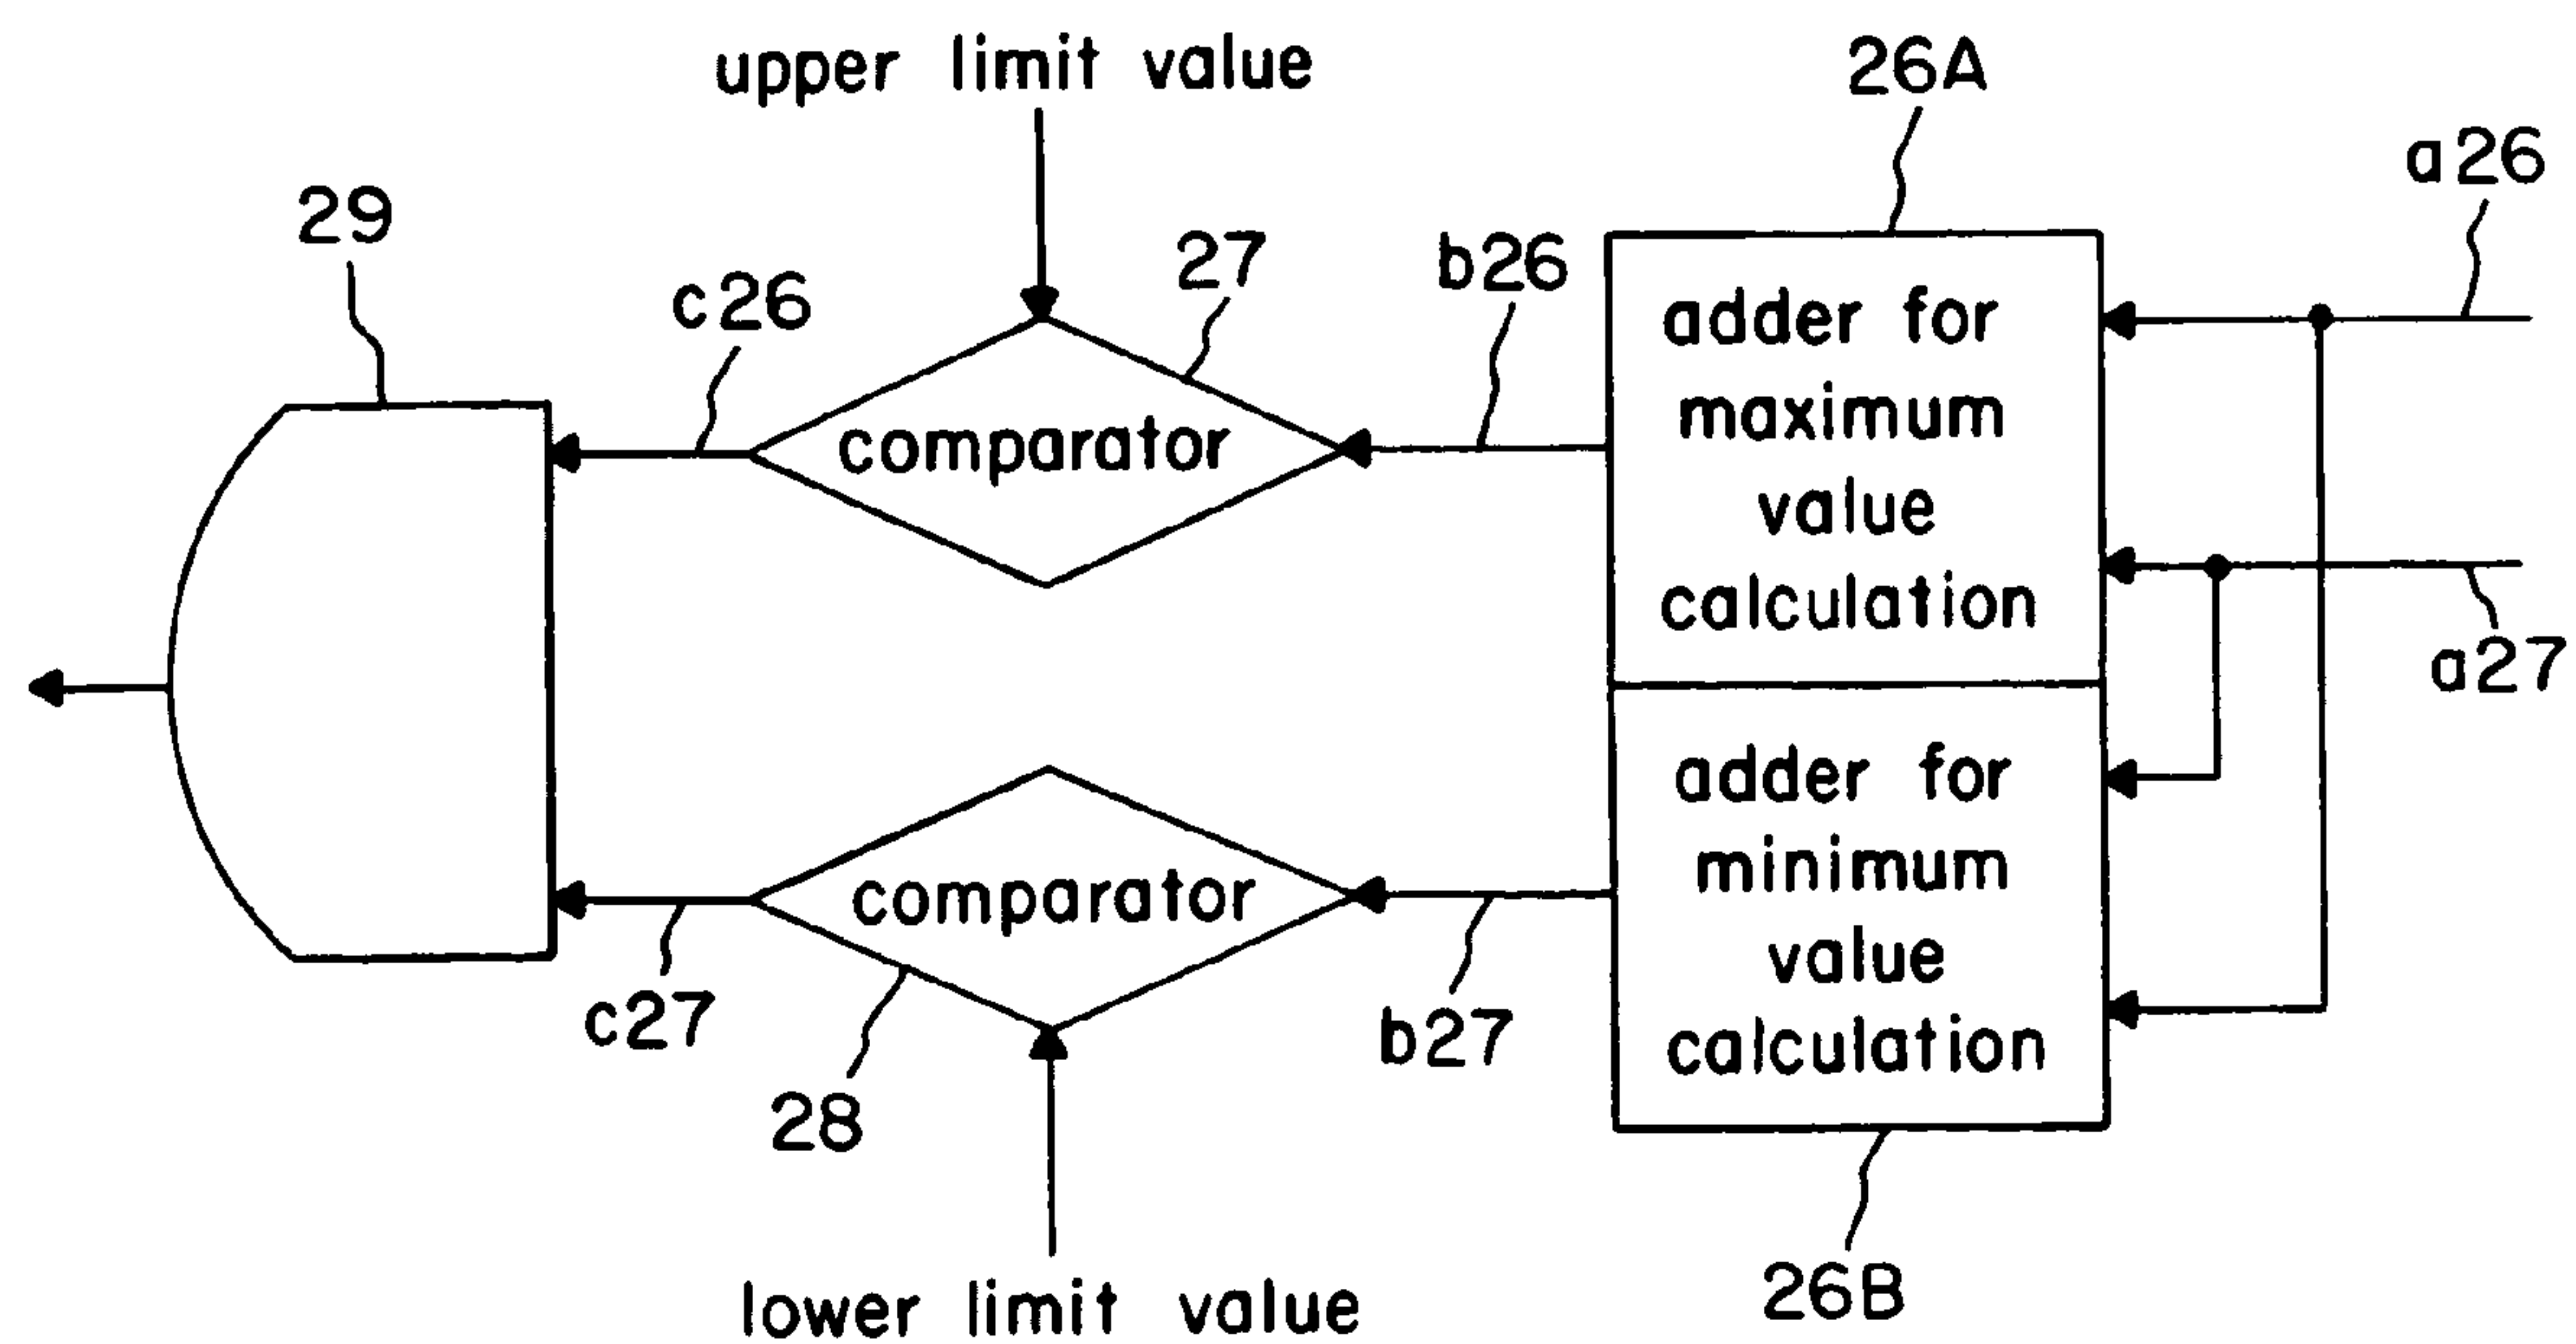 upper limit value
26A
a26
29
c26
27
b26
adder for
maximum
value
calculation
comparator
a27
adder for
minimum
value
calculation
comparator
c27
28
b27
26B
lower limit value